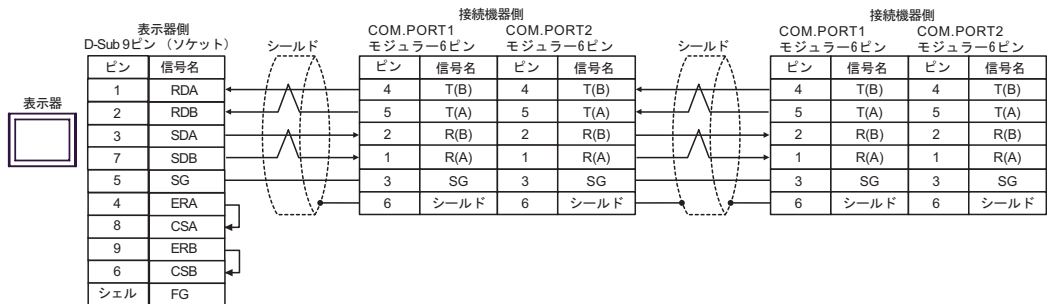 接続機器側
接続機器側
表示器側
COM.PORT1 COM.PORT2
COM.PORT1 COM.PORT2
D-Sub 9ピン （ソケット）
シールド
モジュラー6ピン モジュラー6ピン
シールド
モジュラー6ピン モジュラー6ピン
表示器
ピン 信号名 ピン 信号名 ピン 信号名 ピン 信号名 ピン 信号名
1 RDA 4 T(B) 4 T(B) 4 T(B) 4 T(B)
2 RDB 5 T(A) 5 T(A) 5 T(A) 5 T(A)
3 SDA 2 R(B) 2 R(B) 2 R(B) 2 R(B)
7 SDB 1 R(A) 1 R(A) 1 R(A) 1 R(A)
5 SG 3 SG 3 SG 3 SG 3 SG
4 ERA 6 シールド 6 シールド 6 シールド 6 シールド
8 CSA
9 ERB
6 CSB
シェル FG